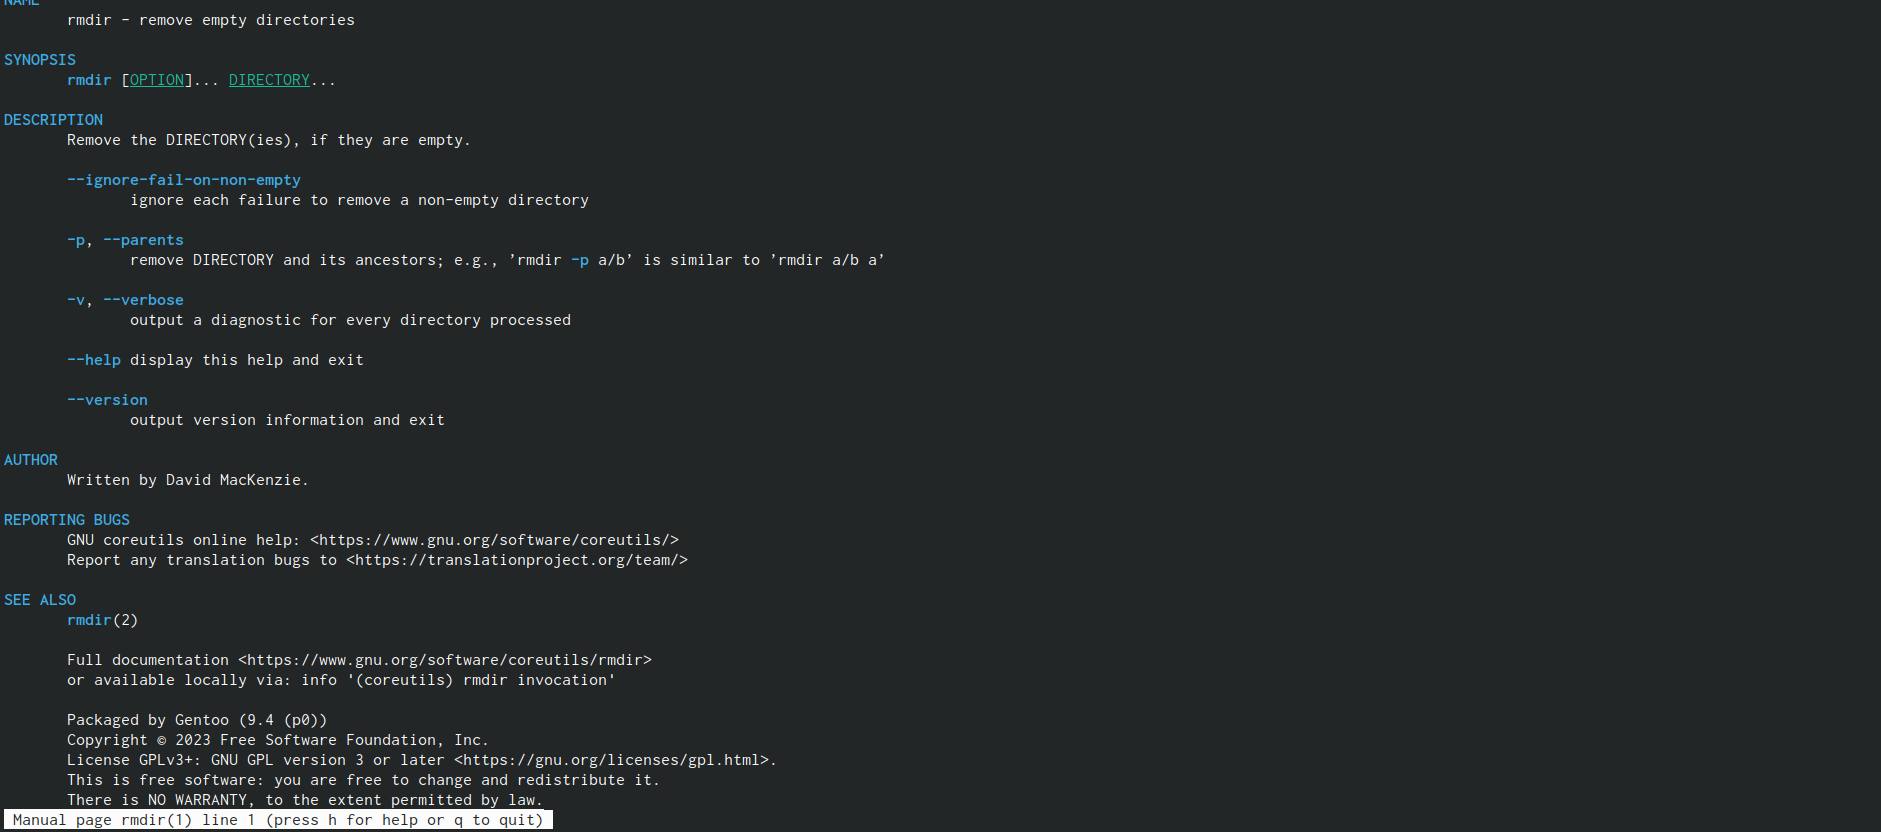 NAME
rmdir - remove empty directories
SYNOPSIS
rmdir [OPTION]... DIRECTORY...
DESCRIPTION
Remove the DIRECTORY(ies), if they are empty.
--ignore-fail-on-non-empty
ignore each failure to remove a non-empty directory
-p, --parents
remove DIRECTORY and its ancestors; e.g., ’rmdir -p a/b’ is similar to ’rmdir a/b a’
-v, --verbose
output a diagnostic for every directory processed
--help display this help and exit
--version
output version information and exit
AUTHOR
Written by David MacKenzie.
REPORTING BUGS
GNU coreutils online help: <https://www.gnu.org/software/coreutils/>
Report any translation bugs to <https://translationproject.org/team/>
SEE ALSO
rmdir(2)
Full documentation <https://www.gnu.org/software/coreutils/rmdir>
or available locally via: info '(coreutils) rmdir invocation'
Packaged by Gentoo (9.4 (p0))
Copyright © 2023 Free Software Foundation, Inc.
License GPLv3+: GNU GPL version 3 or later <https://gnu.org/licenses/gpl.html>.
This is free software: you are free to change and redistribute it.
There is NO WARRANTY, to the extent permitted by law.
Manual page rmdir(1) line 1 (press h for help or q to quit)